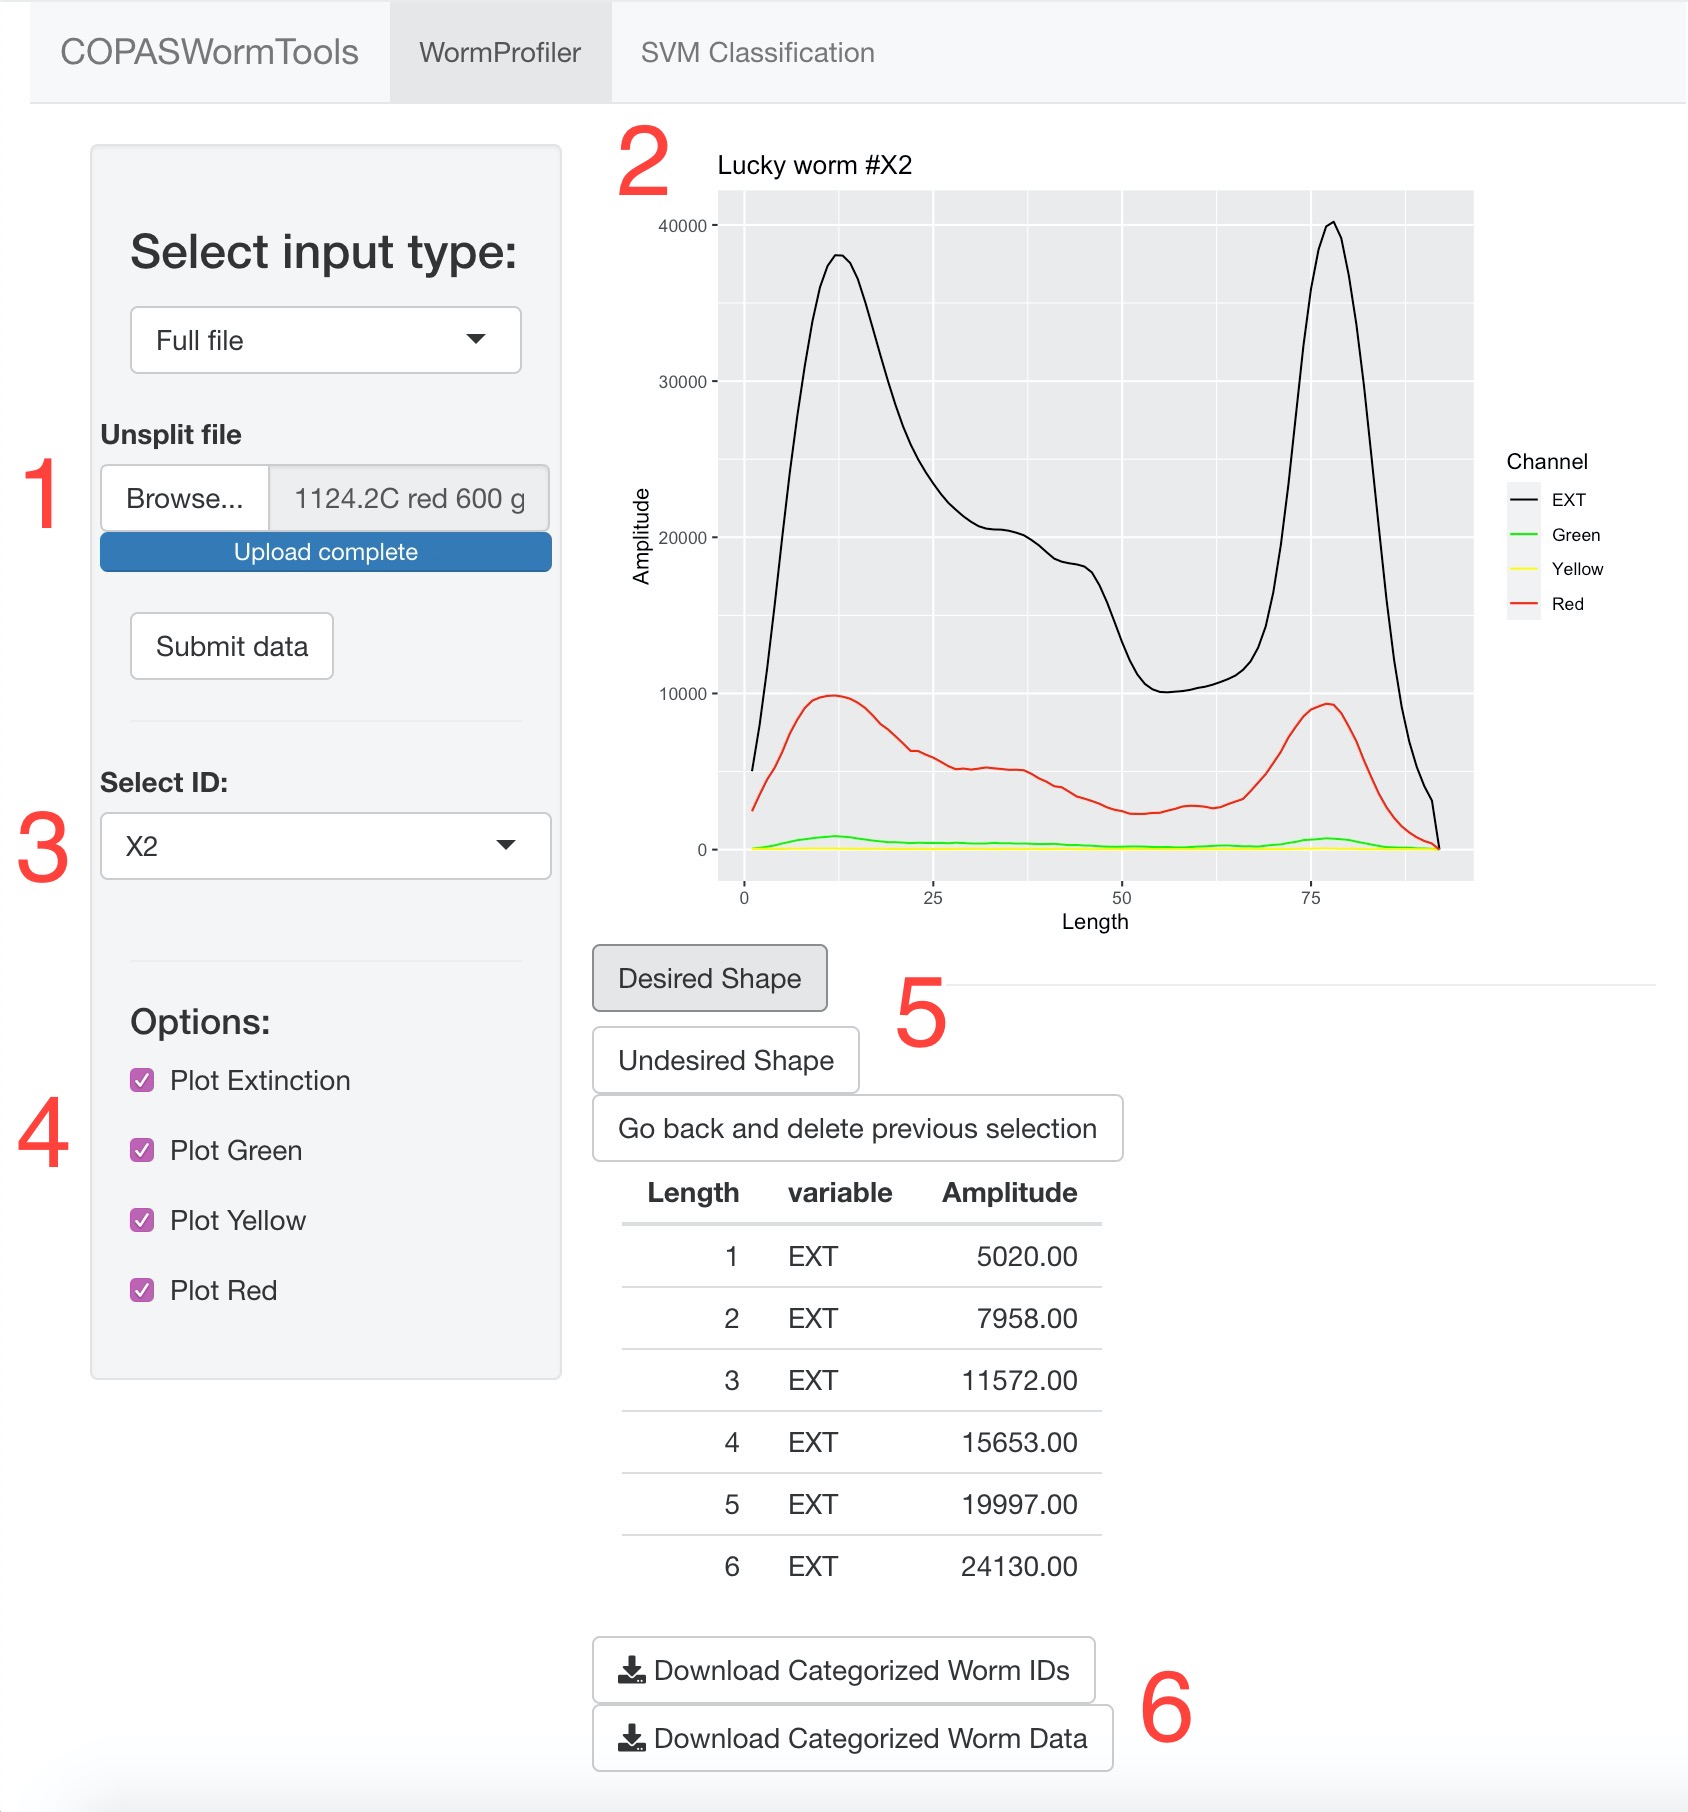 COPASWormTools WormProfiler SVM Classification
Select input type:
Full file
1
Unsplit file
Browse... 1124.2C red 600 g
Upload complete
Submit data
3
Select ID:
X2
4
Options:
Plot Extinction
Plot Green
Plot Yellow
Plot Red
2
Lucky worm #X2
Amplitude
40000
30000
20000
10000
0
0 25 50 75
Length
Channel
EXT
Green
Yellow
Red
5
Desired Shape
Undesired Shape
Go back and delete previous selection
Length variable Amplitude
1 EXT 5020.00
2 EXT 7958.00
3 EXT 11572.00
4 EXT 15653.00
5 EXT 19997.00
6 EXT 24130.00
6
Download Categorized Worm IDs
Download Categorized Worm Data